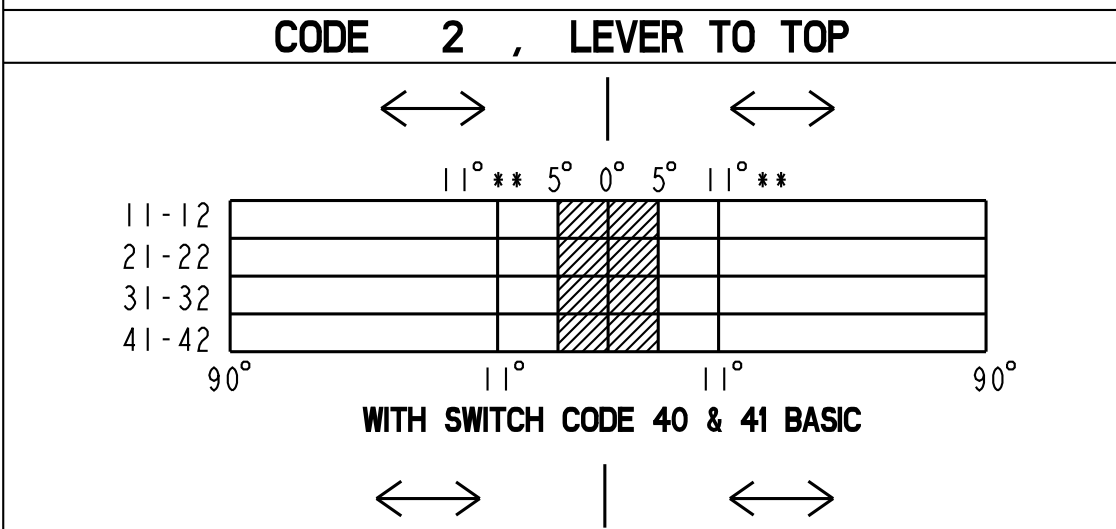 CODE 2 , LEVER TO TOP
11° ** 5° 0° 5° 11° **
11-12
21-22
31-32
41-42
90° 11° 11° 90°
WITH SWITCH CODE 40 & 41 BASIC